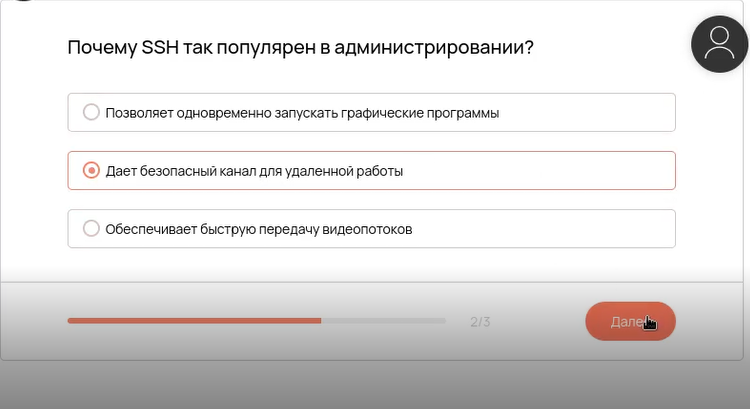 Почему SSH так популярен в администрировании?
Позволяет одновременно запускать графические программы
Дает безопасный канал для удаленной работы
Обеспечивает быструю передачу видеопотоков
2/3